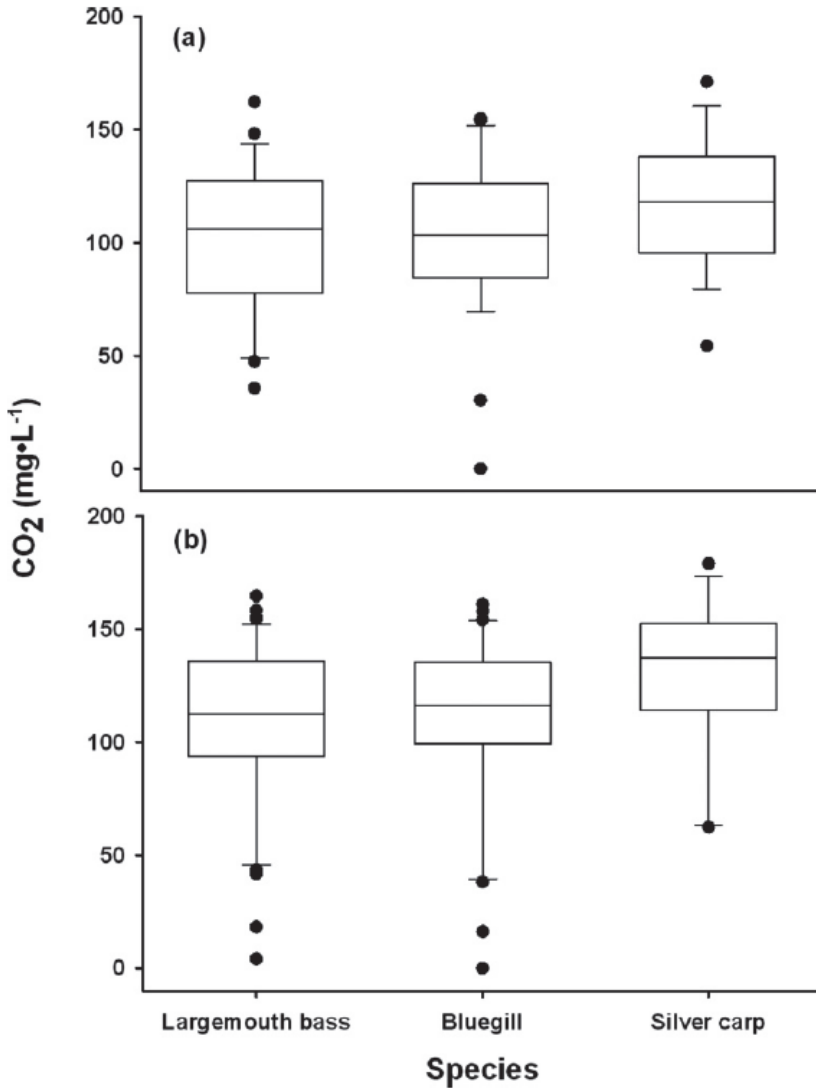 200
(a)
150
100
50
0
CO₂ (mg•L⁻¹)
200
(b)
150
100
50
0
Largemouth bass Bluegill Silver carp
Species